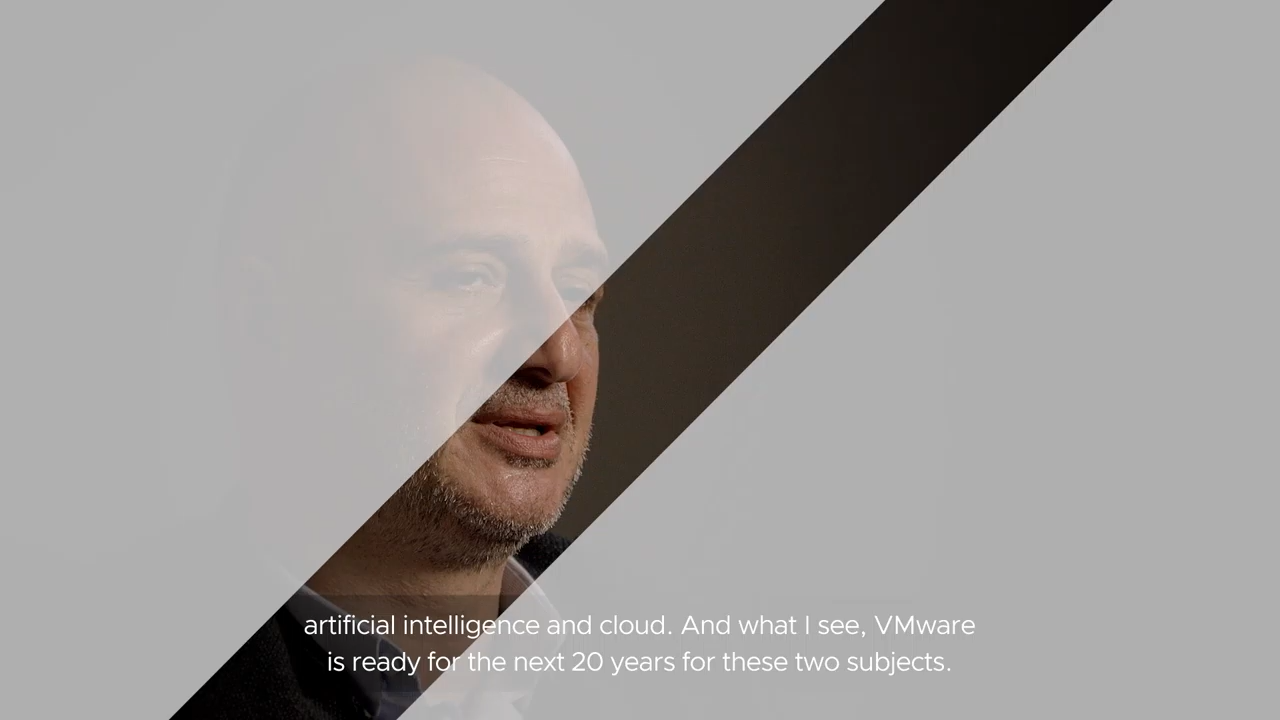 artificial intelligence and cloud. And what I see, VMware
is ready for the next 20 years for these two subjects.